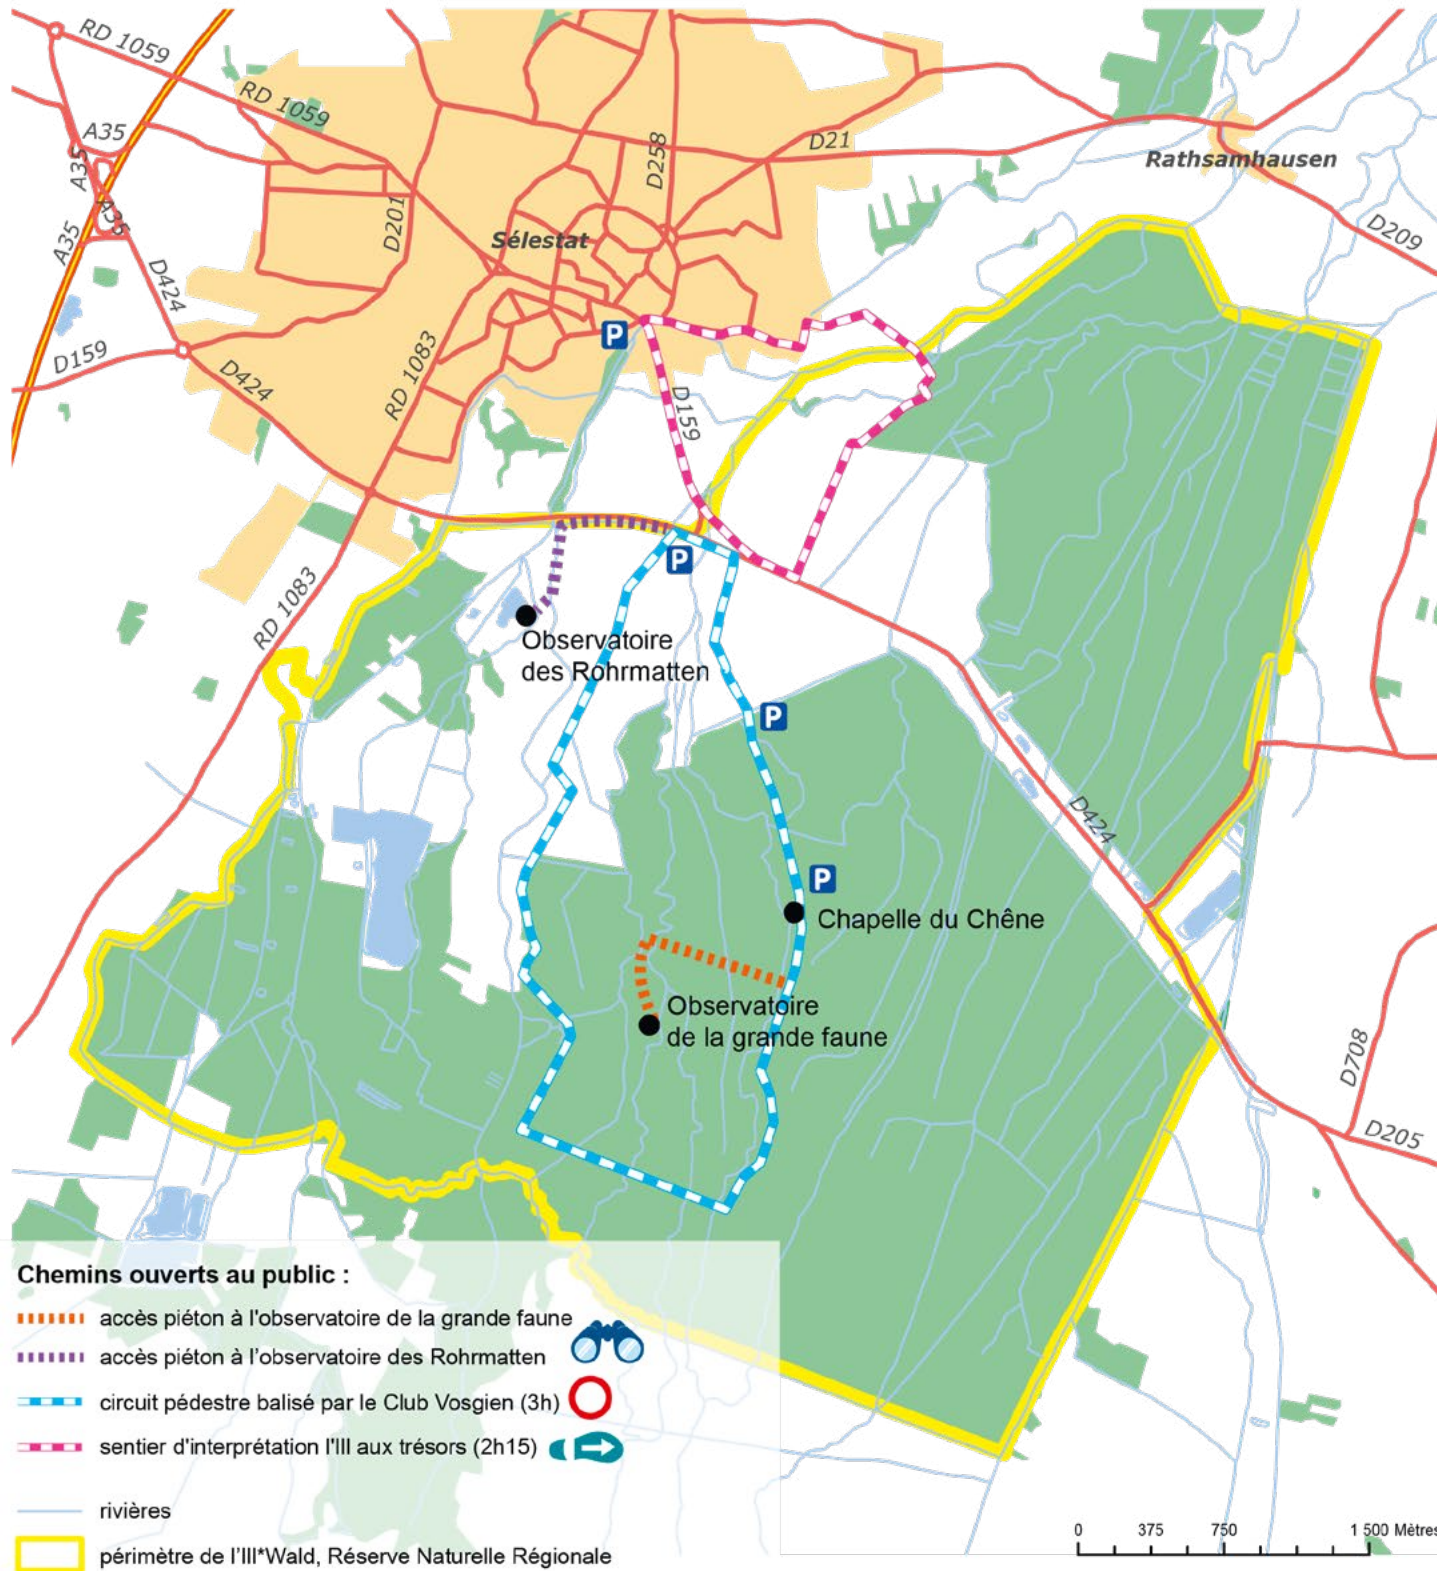 RD 1059
RD 1059
A35
A35
A35
A35
D424
D159
D424
D201
RD 1083
D258
D21
Sélestat
Rathsamhausen
D209
P
D159
P
RD 1083
Observatoire
des Rohrmatten
P
D424
P
Chapelle du Chêne
Observatoire
de la grande faune
D708
D205
Chemins ouverts au public :
accès piéton à l'observatoire de la grande faune
accès piéton à l'observatoire des Rohrmatten
circuit pédestre balisé par le Club Vosgien (3h)
sentier d'interprétation l'Ill aux trésors (2h15)
rivières
périmètre de l'Ill*Wald, Réserve Naturelle Régionale
0 375 750 1 500 Mètres